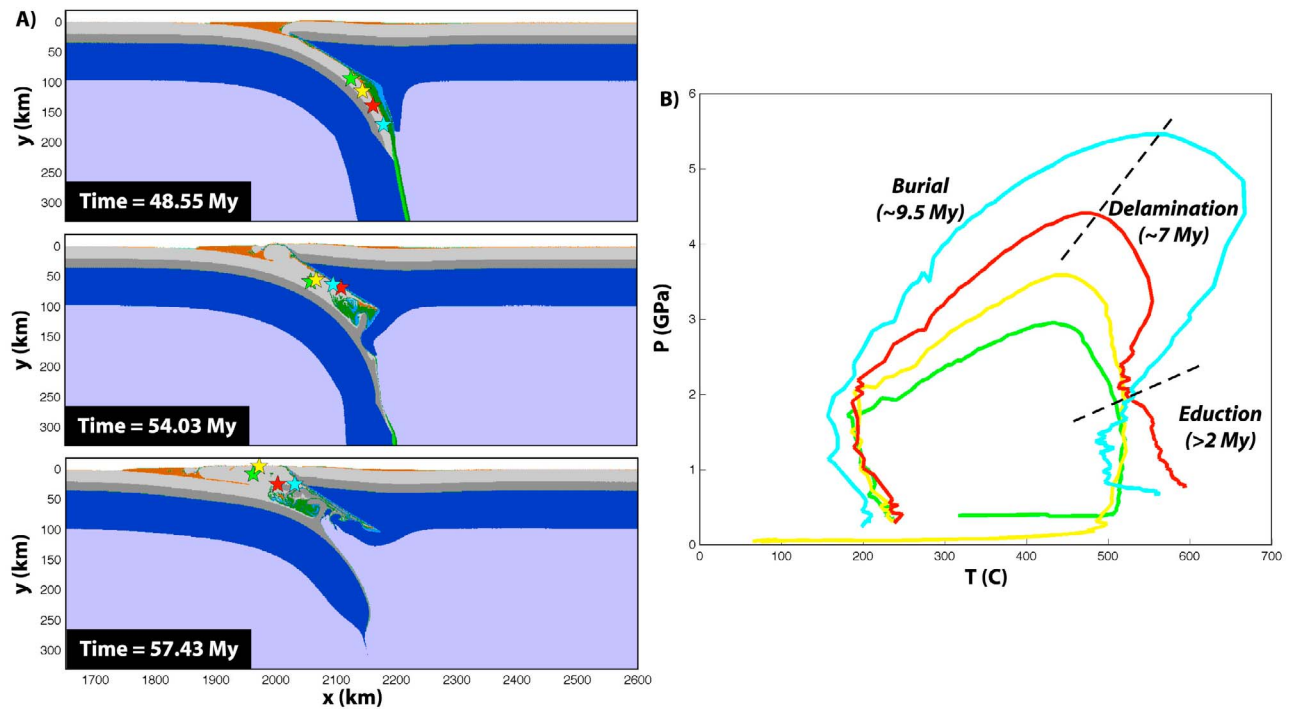 A)
0
50
100
150
200
250
300
y (km)
Time = 48.55 My
0
50
100
150
200
250
300
y (km)
Time = 54.03 My
0
50
100
150
200
250
300
y (km)
Time = 57.43 My
1700 1800 1900 2000 2100 2200 2300 2400 2500 2600
x (km)
B)
6
5
4
3
2
1
0
P (GPa)
Burial
(~9.5 My)
Delamination
(~7 My)
Eduction
(>2 My)
0 100 200 300 400 500 600 700
T (C)